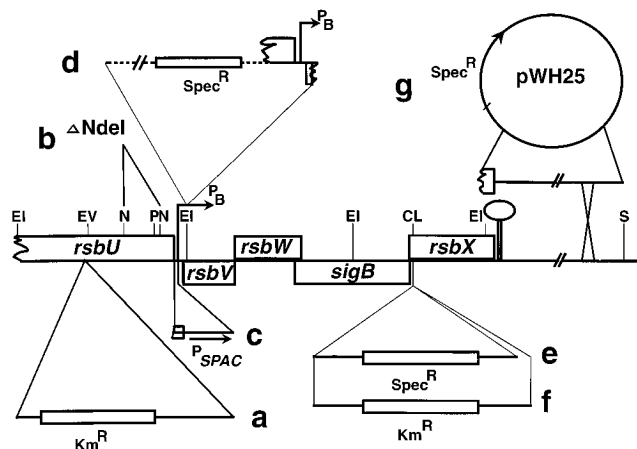 P_B
d
Spec^R
Spec^R
pWH25
g
b
△NdeI
P_B
EI
EV
N
PN
EI
EI
CL
EI
S
rsbU
rsbV
rsbW
sigB
rsbX
c
P_SPAC
e
Spec^R
f
Km^R
a
Km^R